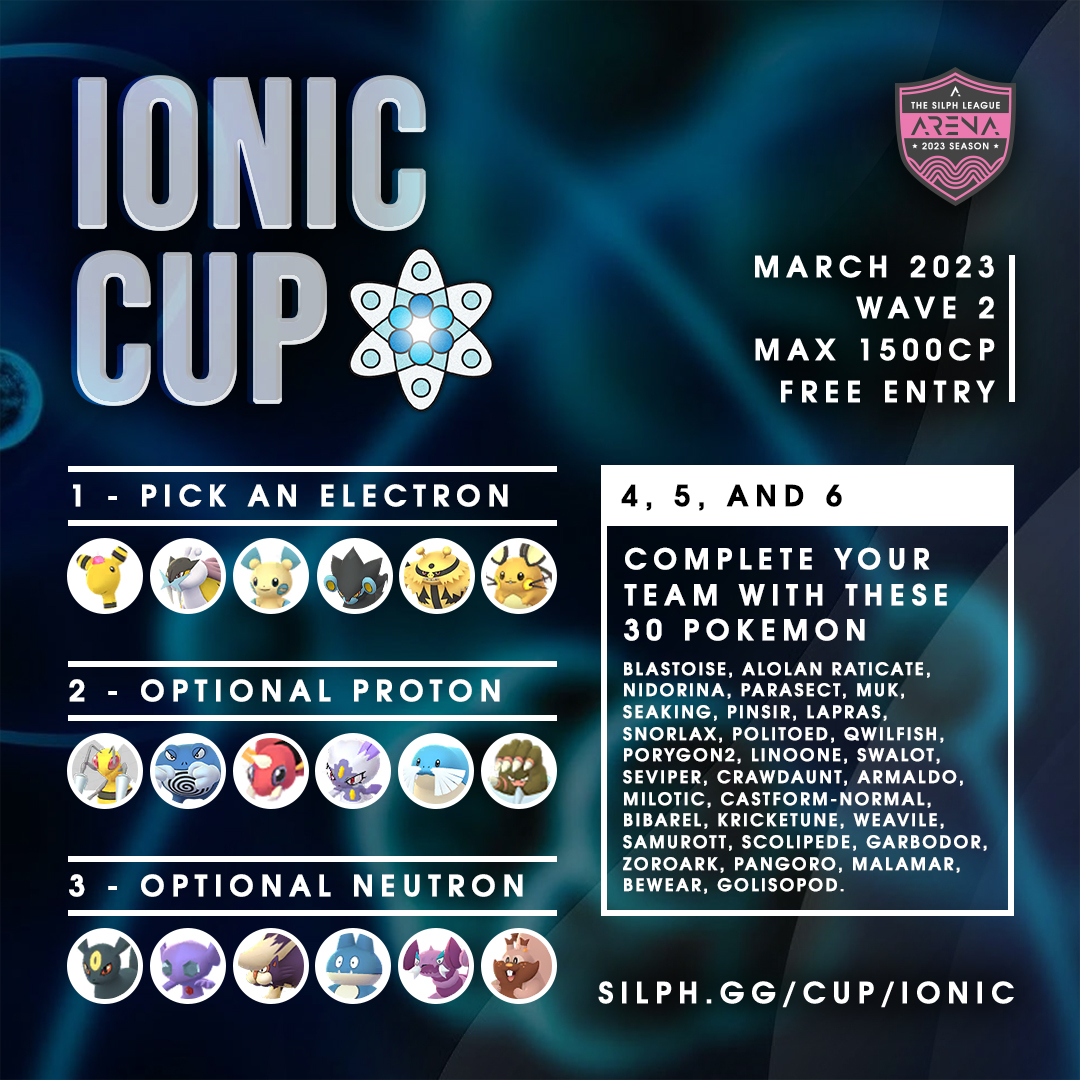 IONIC
CUP
THE SILPH LEAGUE
ARENA
★ 2023 SEASON ★
MARCH 2023
WAVE 2
MAX 1500CP
FREE ENTRY
1 - PICK AN ELECTRON
2 - OPTIONAL PROTON
3 - OPTIONAL NEUTRON
4, 5, AND 6
COMPLETE YOUR
TEAM WITH THESE
30 POKEMON
BLASTOISE, ALOLAN RATICATE,
NIDORINA, PARASECT, MUK,
SEAKING, PINSIR, LAPRAS,
SNORLAX, POLITOED, QWILFISH,
PORYGON2, LINOONE, SWALOT,
SEVIPER, CRAWDAUNT, ARMALDO,
MILOTIC, CASTFORM-NORMAL,
BIBAREL, KRICKETUNE, WEAVILE,
SAMUROTT, SCOLIPEDE, GARBODOR,
ZOROARK, PANGORO, MALAMAR,
BEWEAR, GOLISOPOD.
SILPH.GG/CUP/IONIC